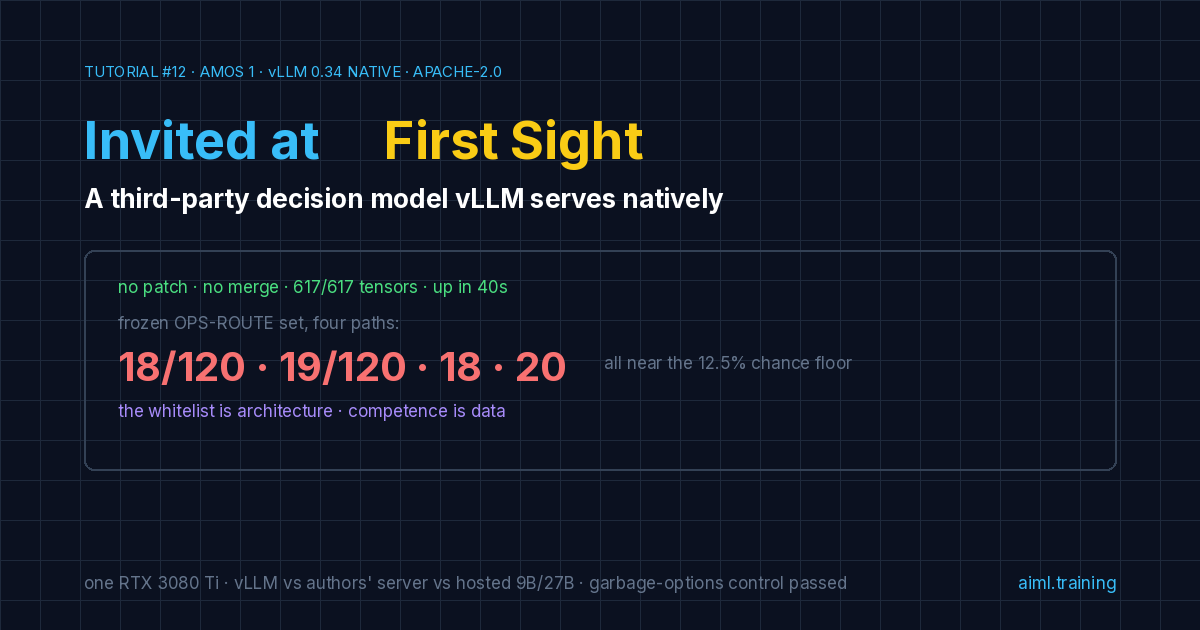 TUTORIAL #12 · AMOS 1 · vLLM 0.34 NATIVE · APACHE-2.0
Invited at First Sight
A third-party decision model vLLM serves natively
no patch · no merge · 617/617 tensors · up in 40s
frozen OPS-ROUTE set, four paths:
18/120 · 19/120 · 18 · 20 all near the 12.5% chance floor
the whitelist is architecture · competence is data
one RTX 3080 Ti · vLLM vs authors' server vs hosted 9B/27B · garbage-options control passed aiml.training